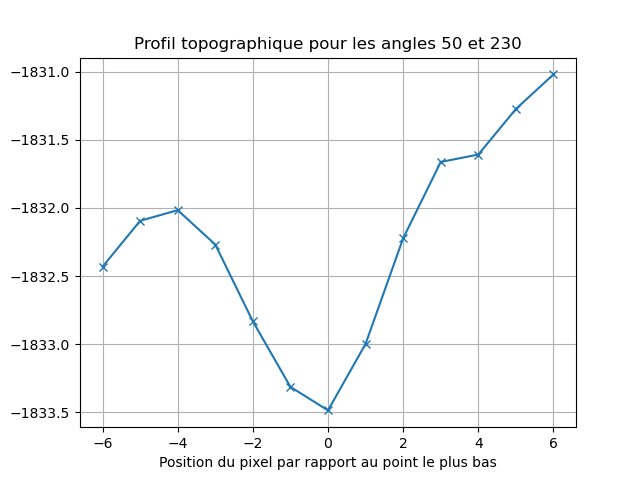 Profil topographique pour les angles 50 et 230
−1831.0
−1831.5
−1832.0
−1832.5
−1833.0
−1833.5
−6 −4 −2 0 2 4 6
Position du pixel par rapport au point le plus bas